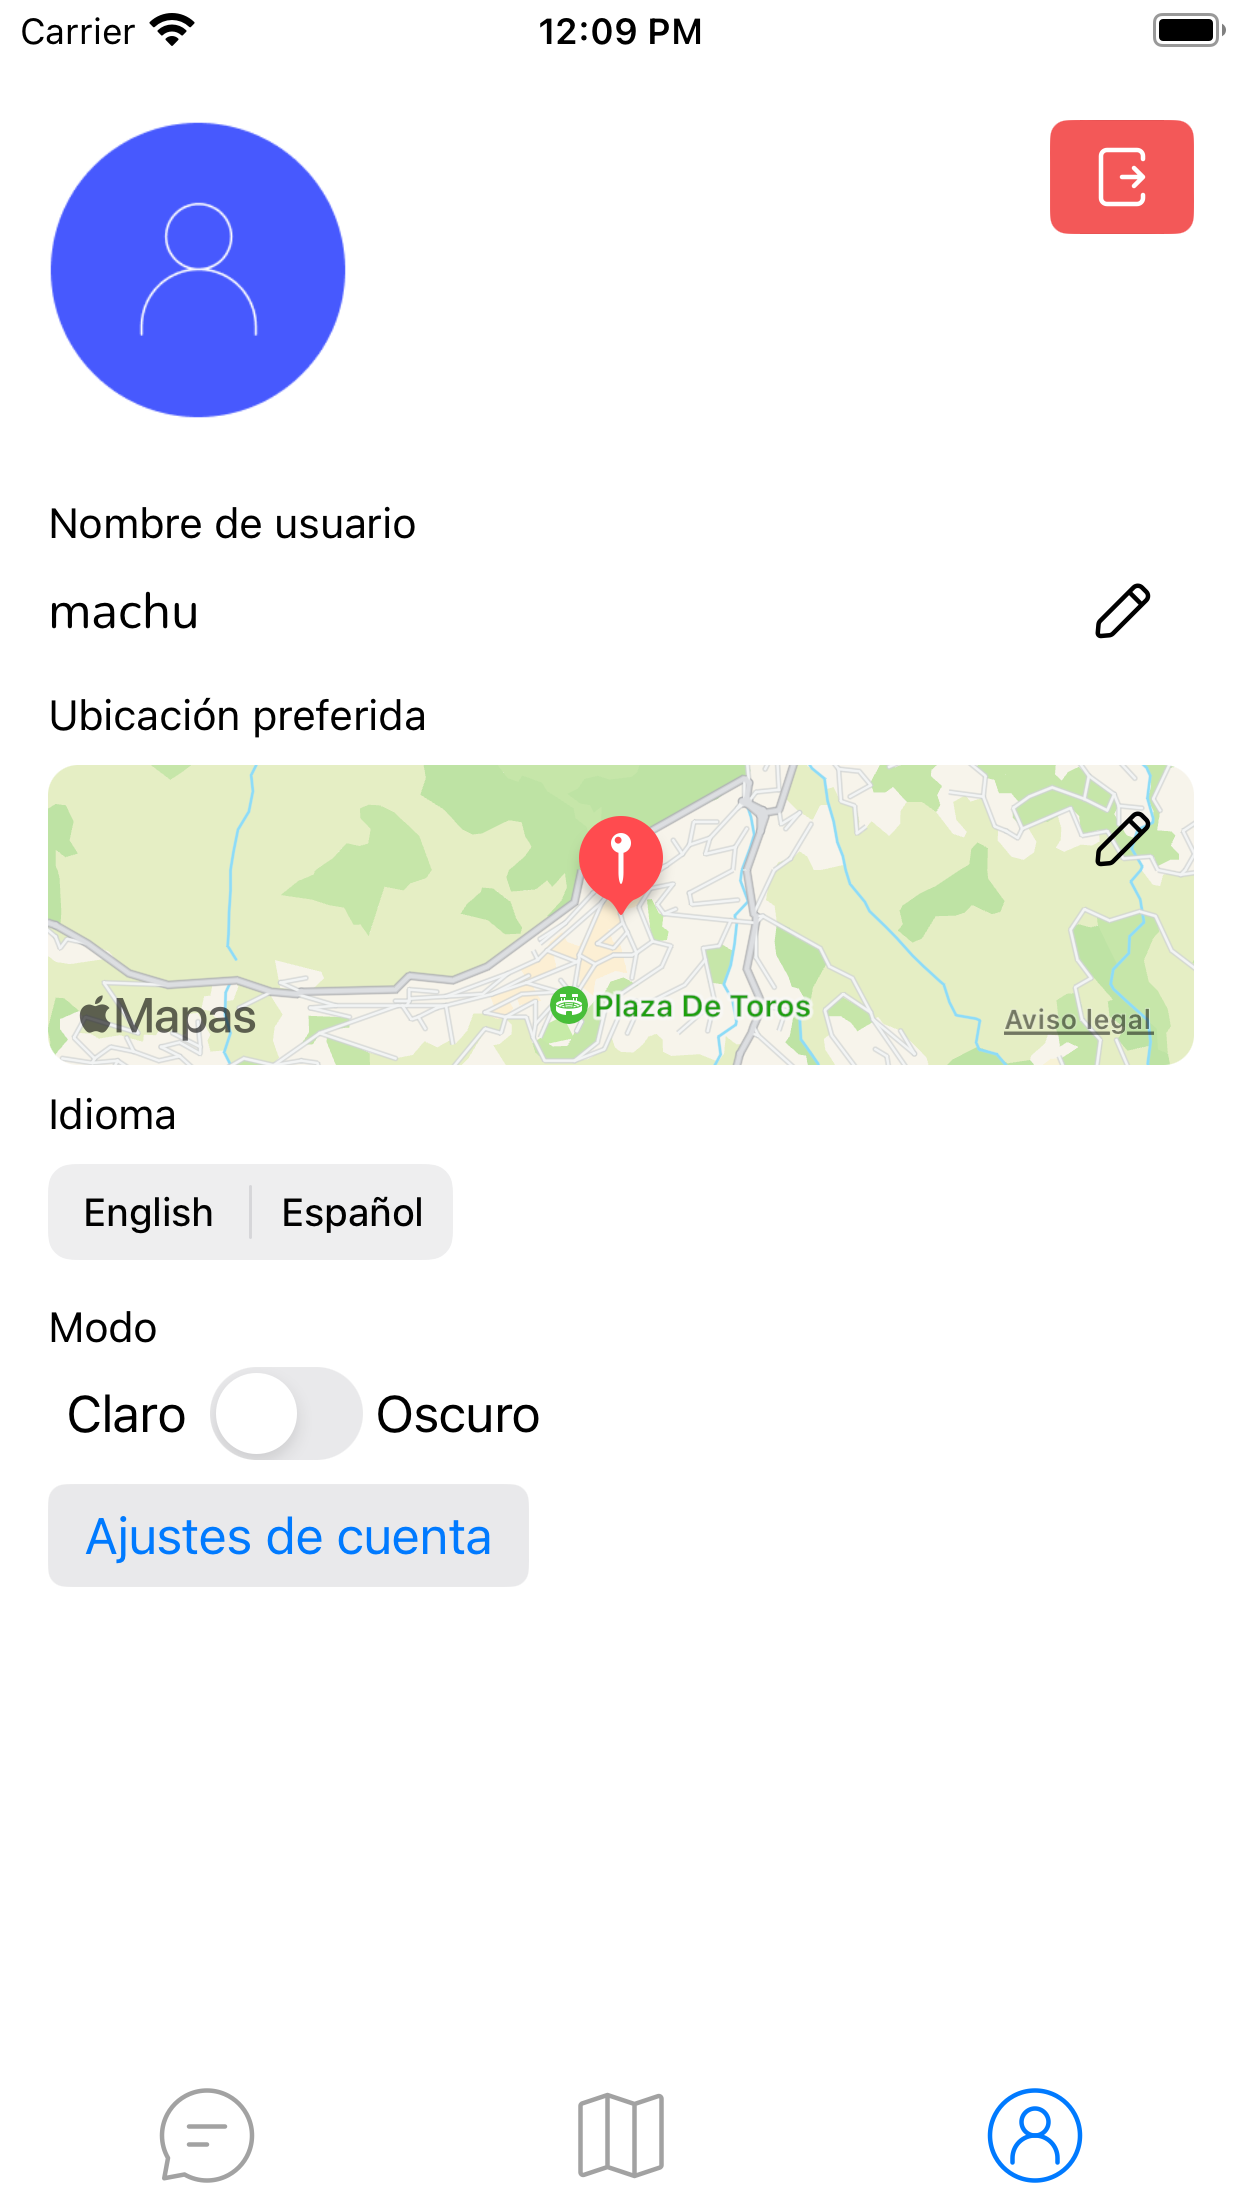 Carrier 12:09 PM
Nombre de usuario
machu
Ubicación preferida
Plaza De Toros
Mapas
Aviso legal
Idioma
English Español
Modo
Claro Oscuro
Ajustes de cuenta